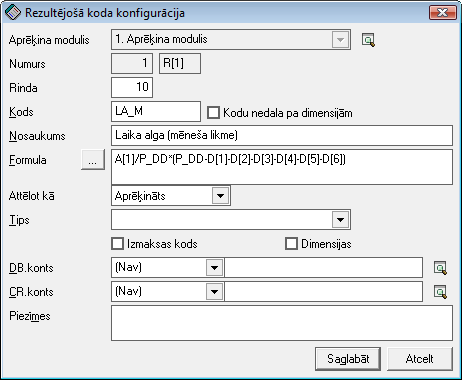 Rezultējošā koda konfigurācija
Aprēķina modulis 1. Aprēķina modulis
Numurs 1 R[1]
Rinda 10
Kods LA_M Kodu nedala pa dimensijām
Nosaukums Laika alga (mēneša likme)
Formula ... A[1]/P_DD*(P_DD-D[1]-D[2]-D[3]-D[4]-D[5]-D[6])
Attēlot kā Aprēķināts
Tips
Izmaksas kods Dimensijas
DB.konts (Nav)
CR.konts (Nav)
Piezīmes
Saglabāt Atcelt